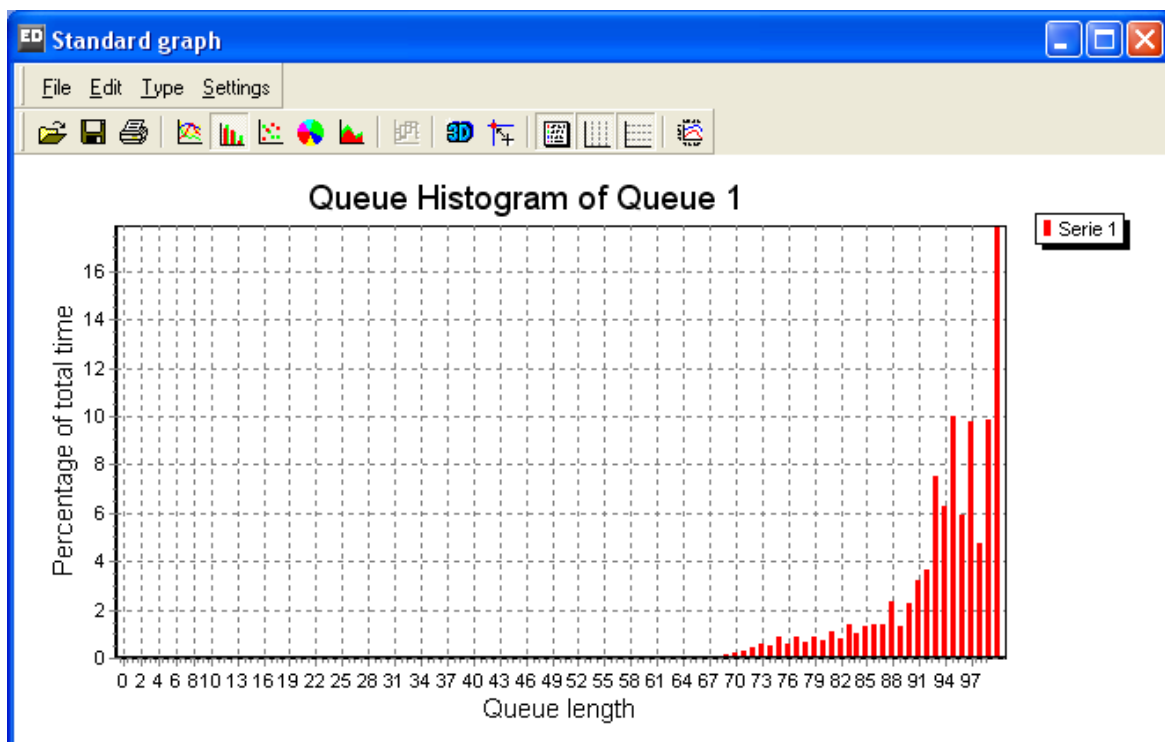 ED Standard graph
File Edit Type Settings
3D
Queue Histogram of Queue 1
Serie 1
Percentage of total time
16
14
12
10
8
6
4
2
0
0 2 4 6 8 10 13 16 19 22 25 28 31 34 37 40 43 46 49 52 55 58 61 64 67 70 73 76 79 82 85 88 91 94 97
Queue length